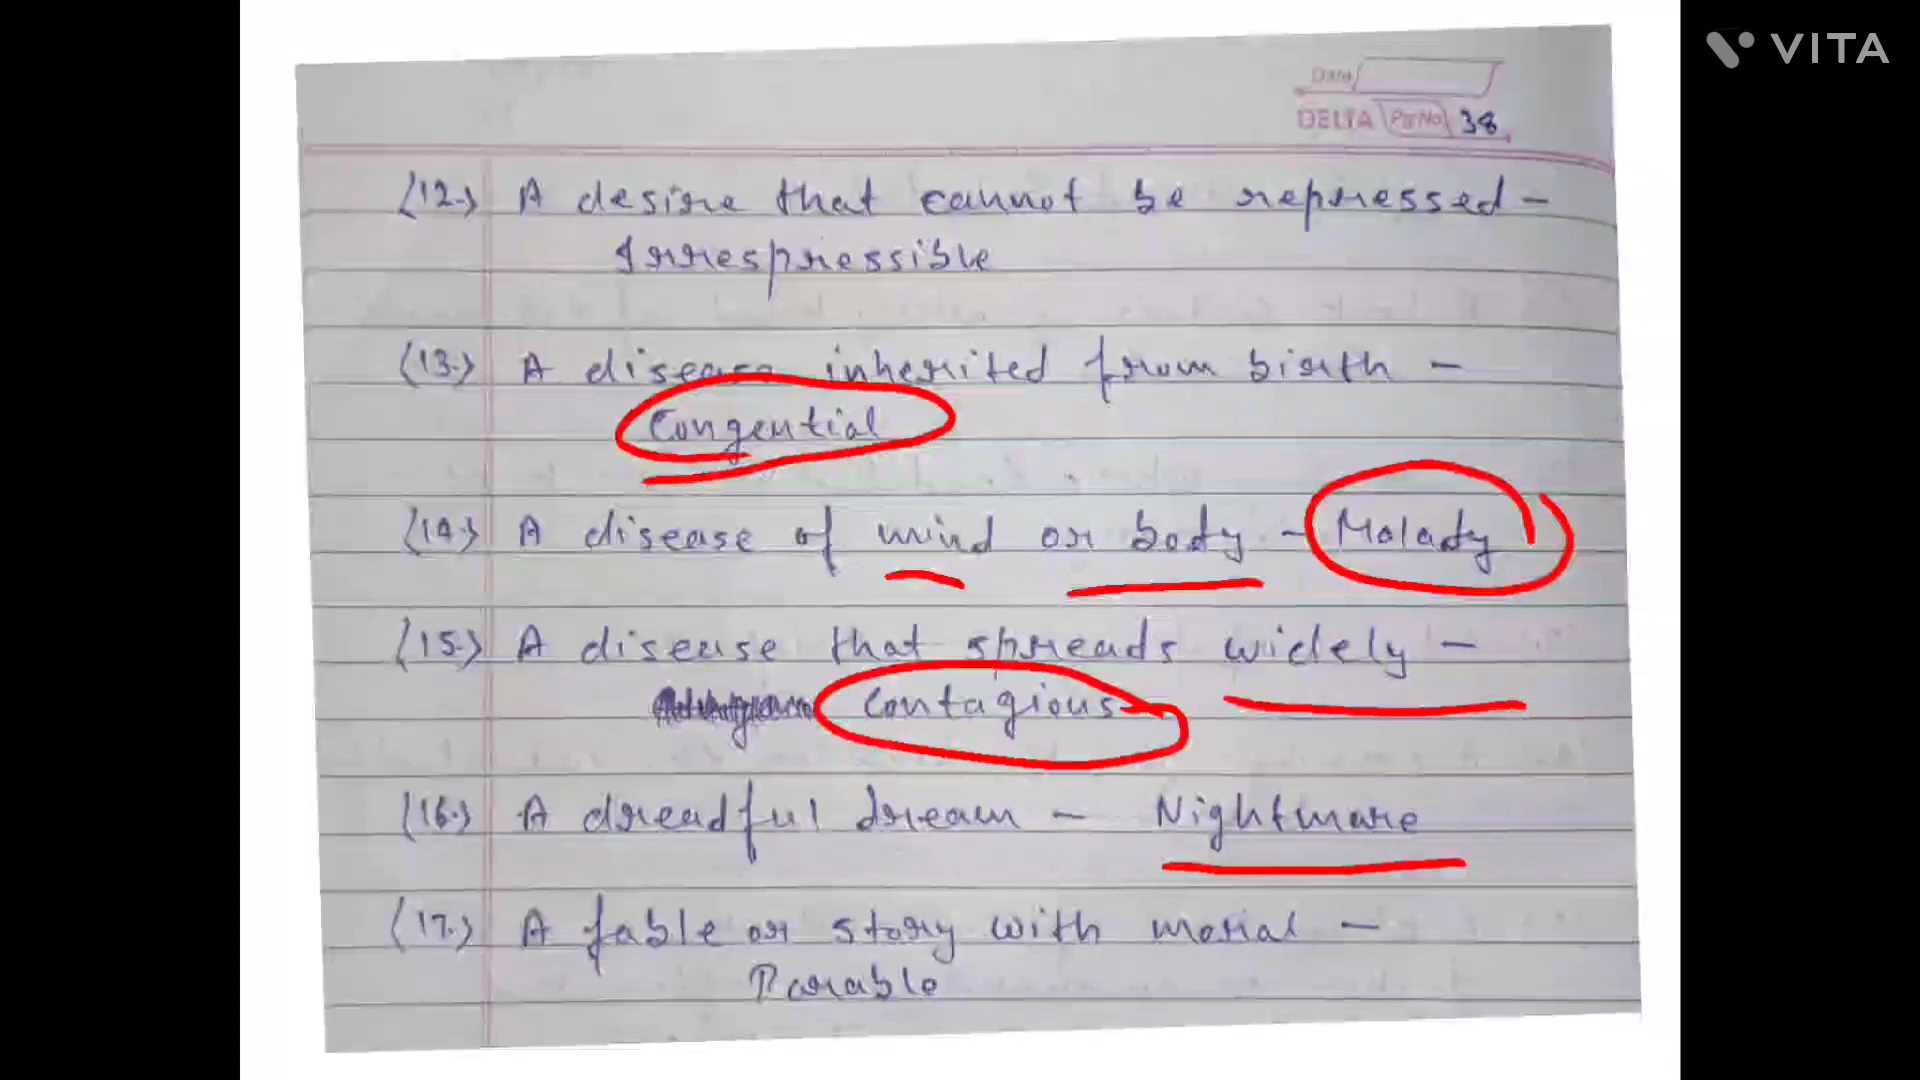 VITA
Date
DELTA Pg No 38
(12.) A desire that cannot be repressed -
Irrespressible
(13.) A disease inherited from birth -
Congential
(14.) A disease of mind or body - Malady
(15.) A disease that spreads widely -
Contagious
(16.) A dreadful dream - Nightmare
(17.) A fable or story with moral -
Parable